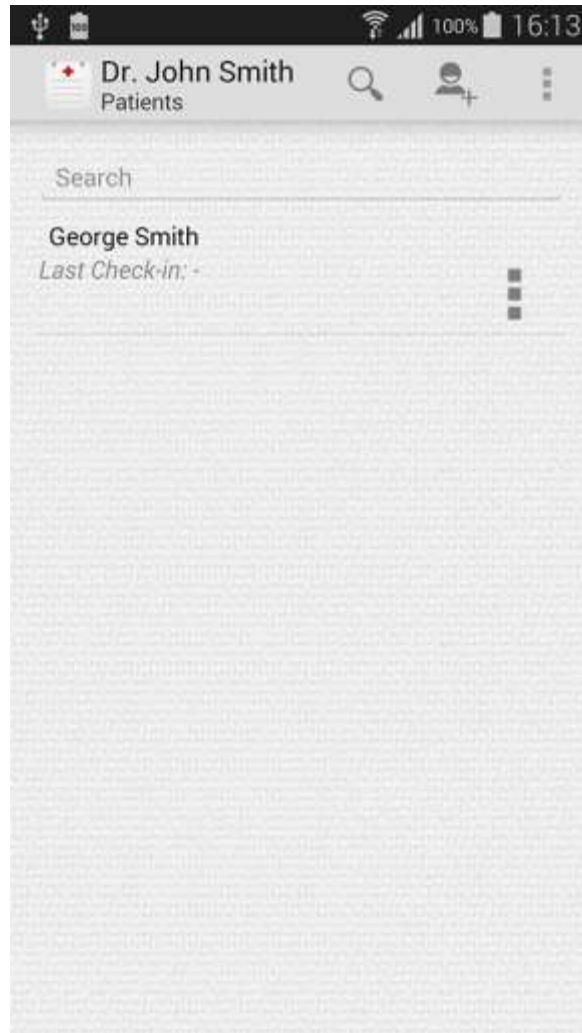 100% 16:13
Dr. John Smith
Patients
Search
George Smith
Last Check-in: -